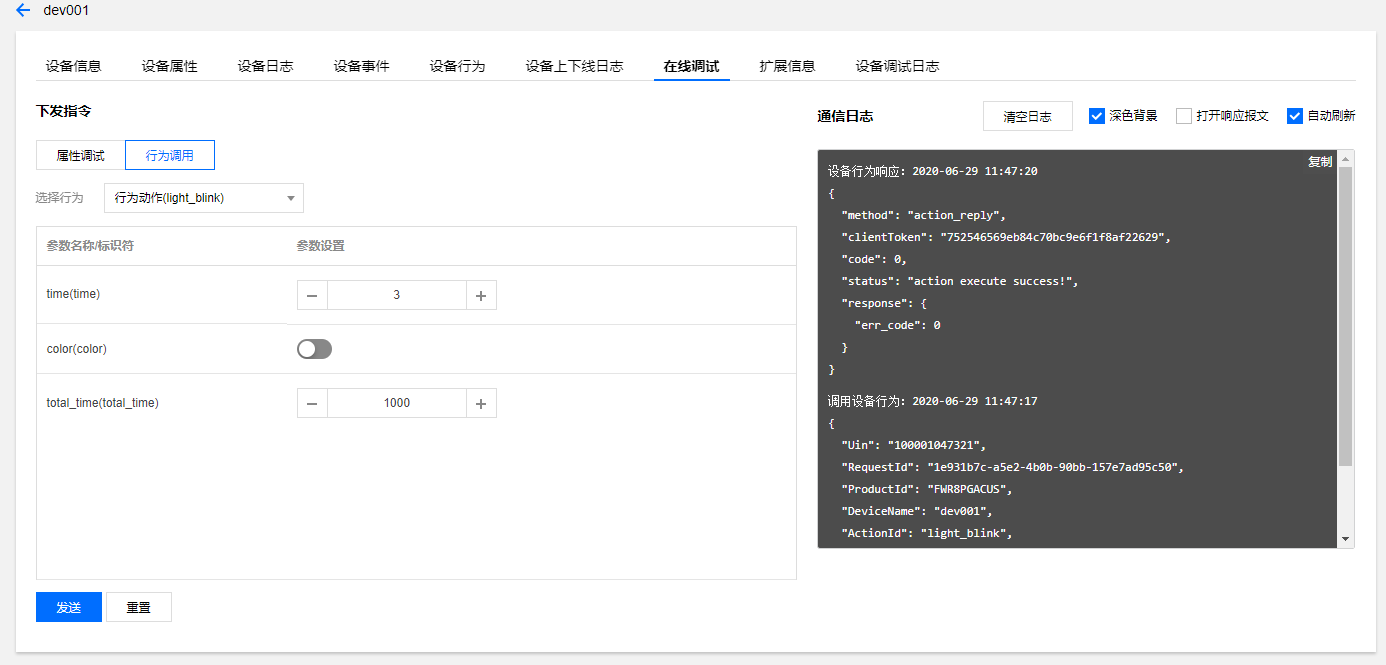 dev001
设备信息 设备属性 设备日志 设备事件 设备行为 设备上下线日志 在线调试 扩展信息 设备调试日志
下发指令
属性调试 行为调用
选择行为 行为动作(light_blink)
参数名称/标识符 参数设置
time(time) 3
color(color)
total_time(total_time) 1000
发送 重置
通信日志 清空日志 深色背景 打开响应报文 自动刷新
复制
设备行为响应: 2020-06-29 11:47:20
{
"method": "action_reply",
"clientToken": "752546569eb84c70bc9e6f1f8af22629",
"code": 0,
"status": "action execute success!",
"response": {
"err_code": 0
}
}
调用设备行为: 2020-06-29 11:47:17
{
"Uin": "100001047321",
"RequestId": "1e931b7c-a5e2-4b0b-90bb-157e7ad95c50",
"ProductId": "FWR8PGACUS",
"DeviceName": "dev001",
"ActionId": "light_blink",